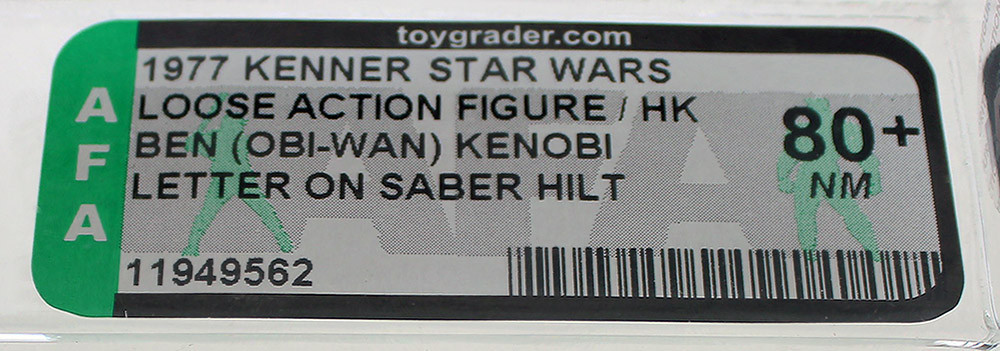 toygrader.com
AFA
1977 KENNER STAR WARS
LOOSE ACTION FIGURE / HK
BEN (OBI-WAN) KENOBI
LETTER ON SABER HILT
80+
NM
11949562